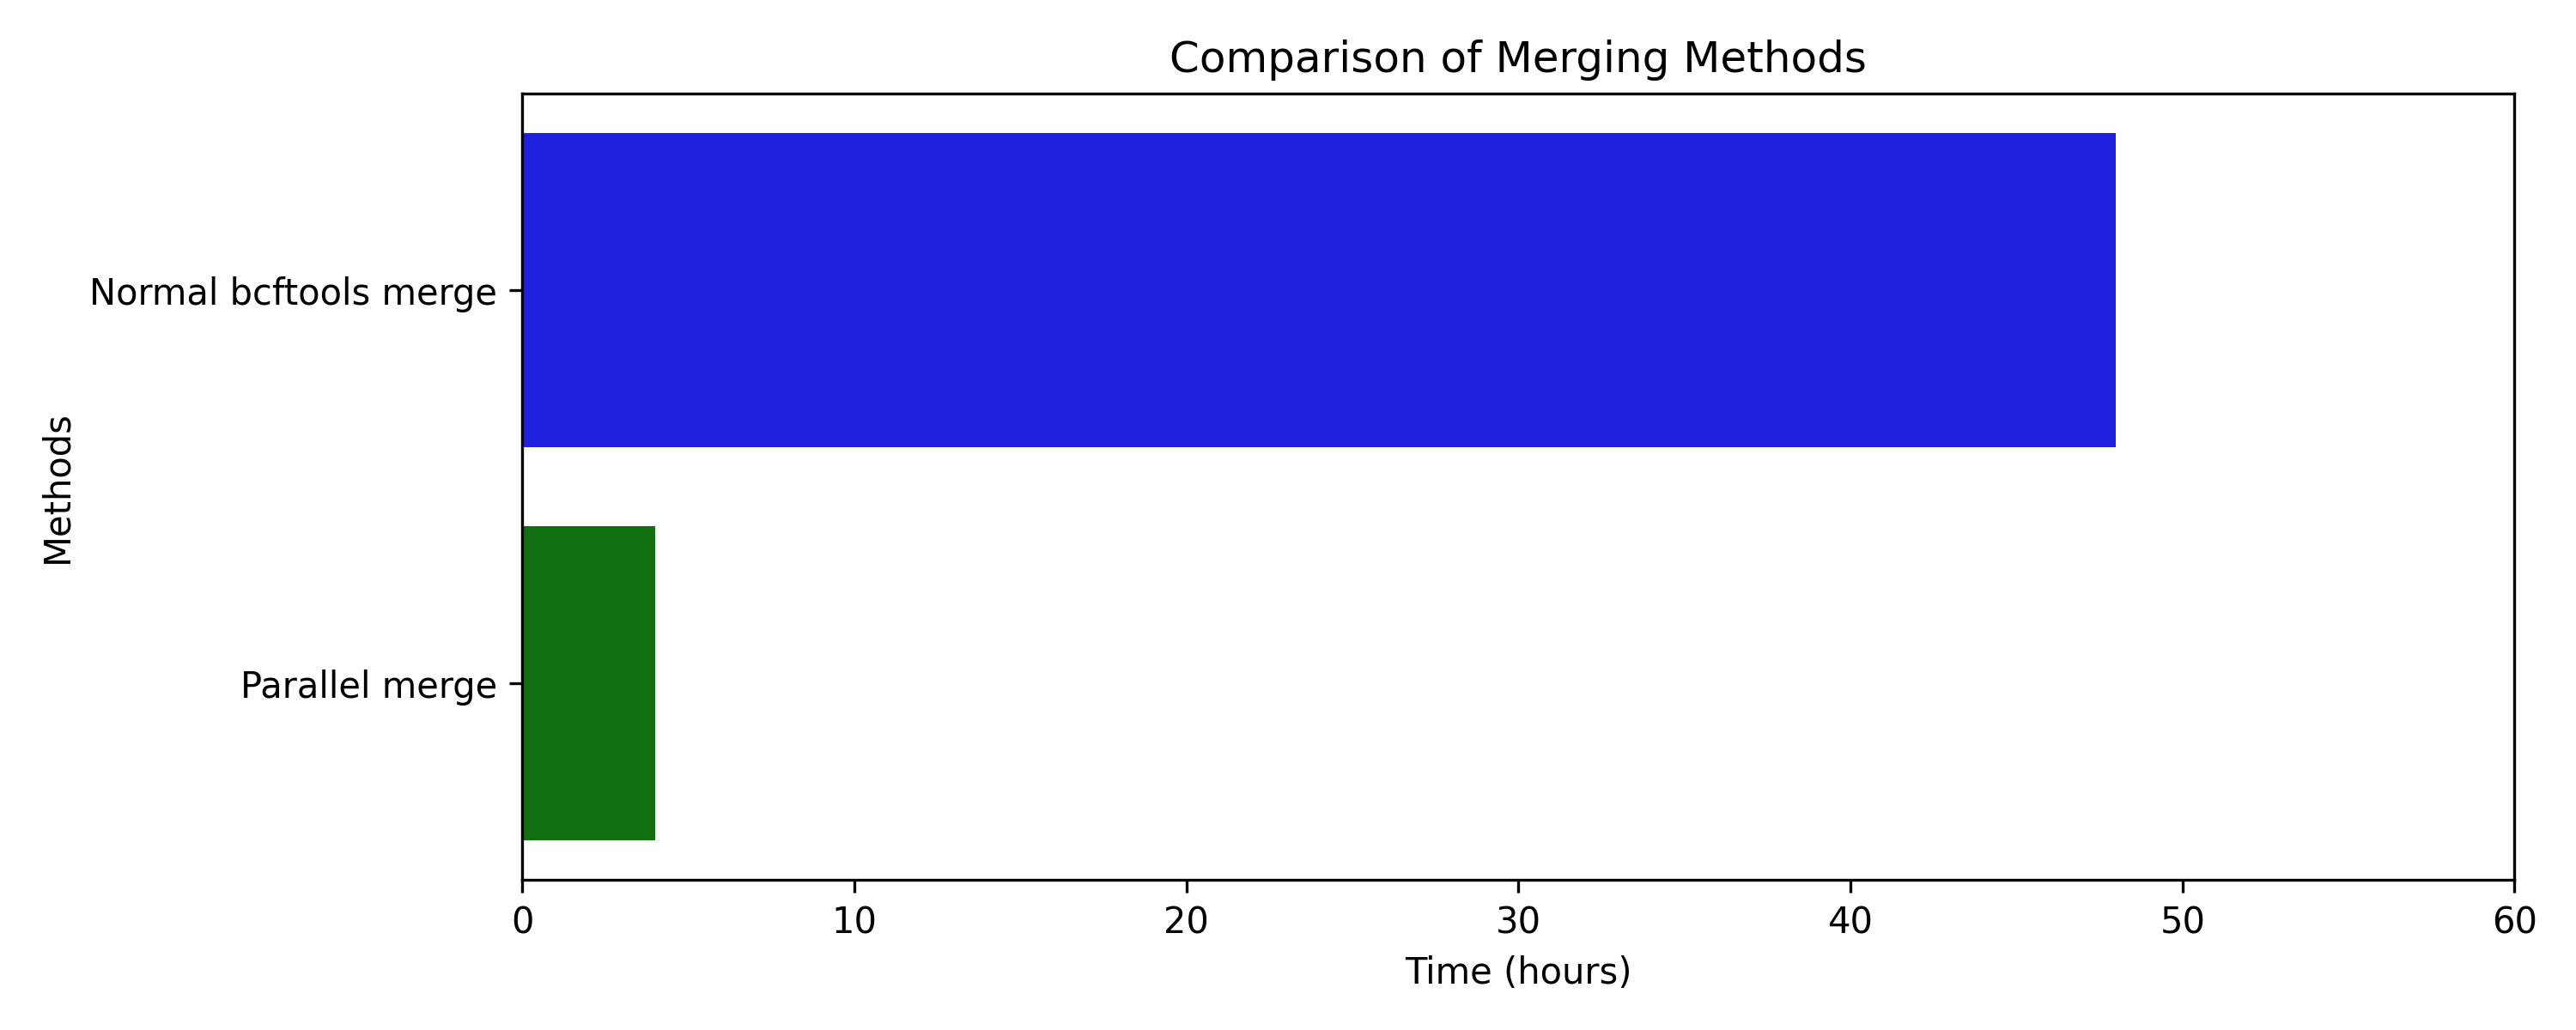 Comparison of Merging Methods
Normal bcftools merge
Parallel merge
Methods
0 10 20 30 40 50 60
Time (hours)